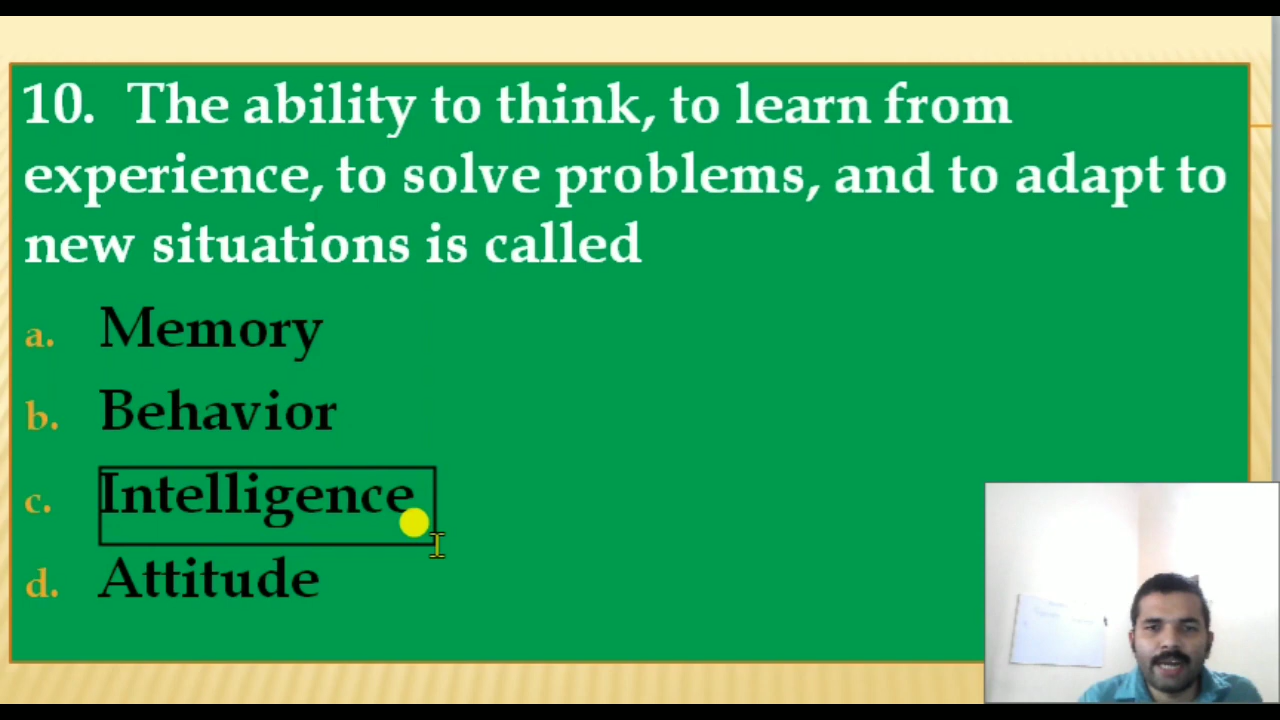 10. The ability to think, to learn from
experience, to solve problems, and to adapt to
new situations is called
a. Memory
b. Behavior
c. Intelligence
d. Attitude